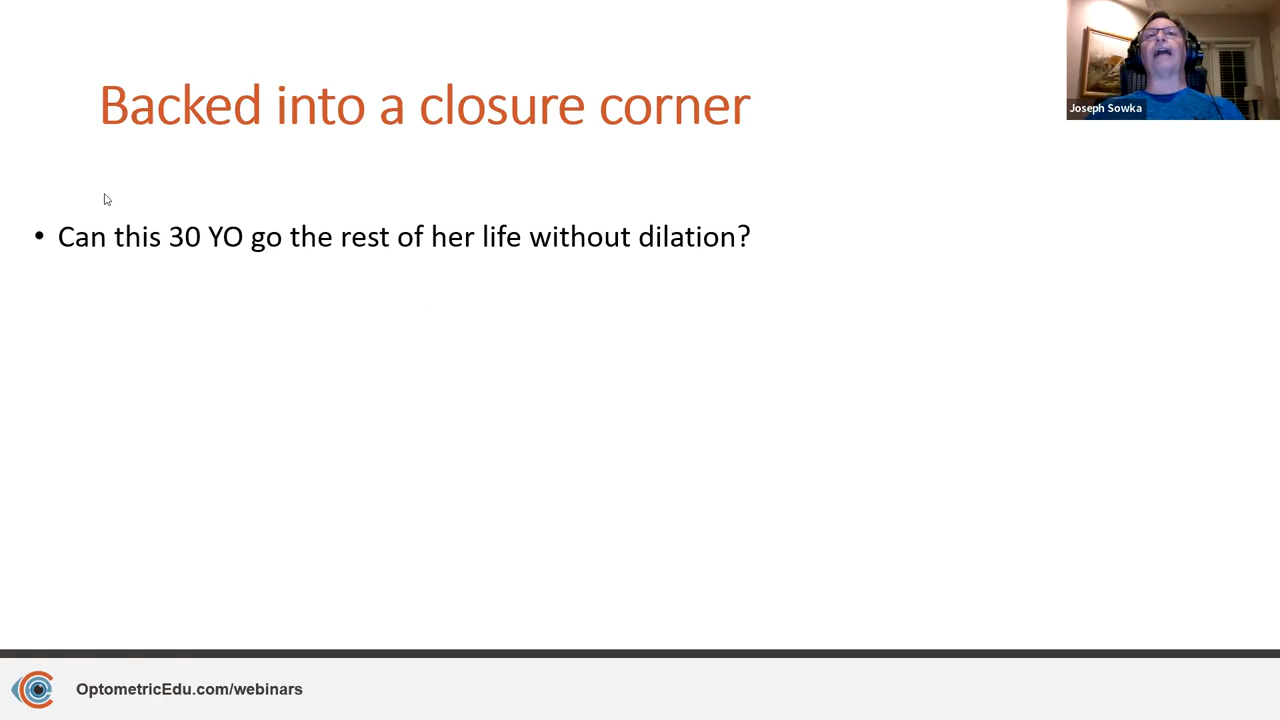 Backed into a closure corner
Joseph Sowka
• Can this 30 YO go the rest of her life without dilation?
OptometricEdu.com/webinars